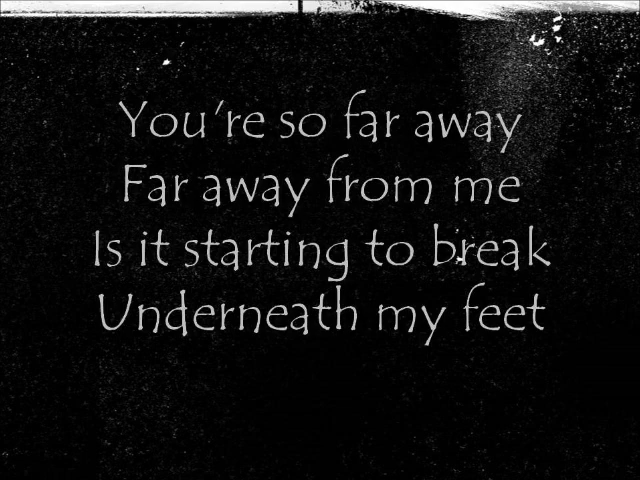 You're so far away
Far away from me
Is it starting to break
Underneath my feet